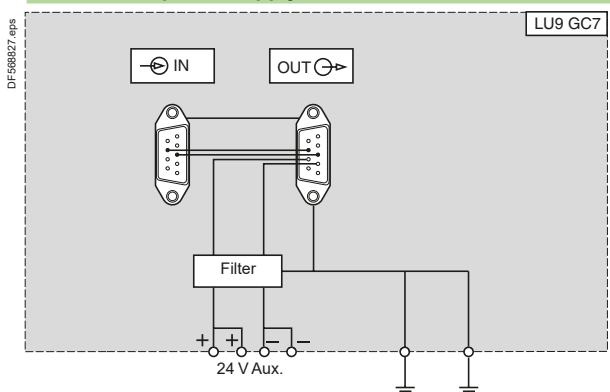 LU9 GC7
DF568827.eps
IN
OUT
Filter
+ + – –
24 V Aux.